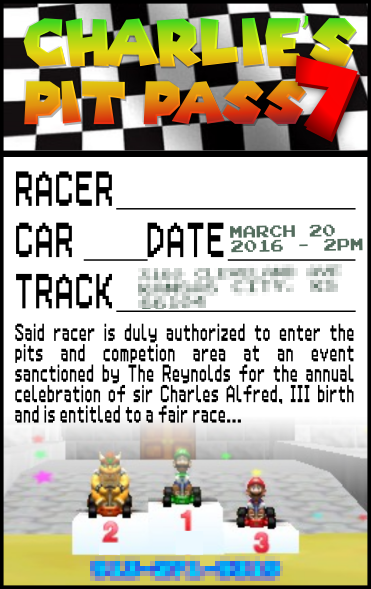 CHARLIE'S
PIT PASS 7
RACER
CAR DATE MARCH 20
2016 - 2PM
TRACK
Said racer is duly authorized to enter the
pits and competion area at an event
sanctioned by The Reynolds for the annual
celebration of sir Charles Alfred, III birth
and is entitled to a fair race...
2 1 3